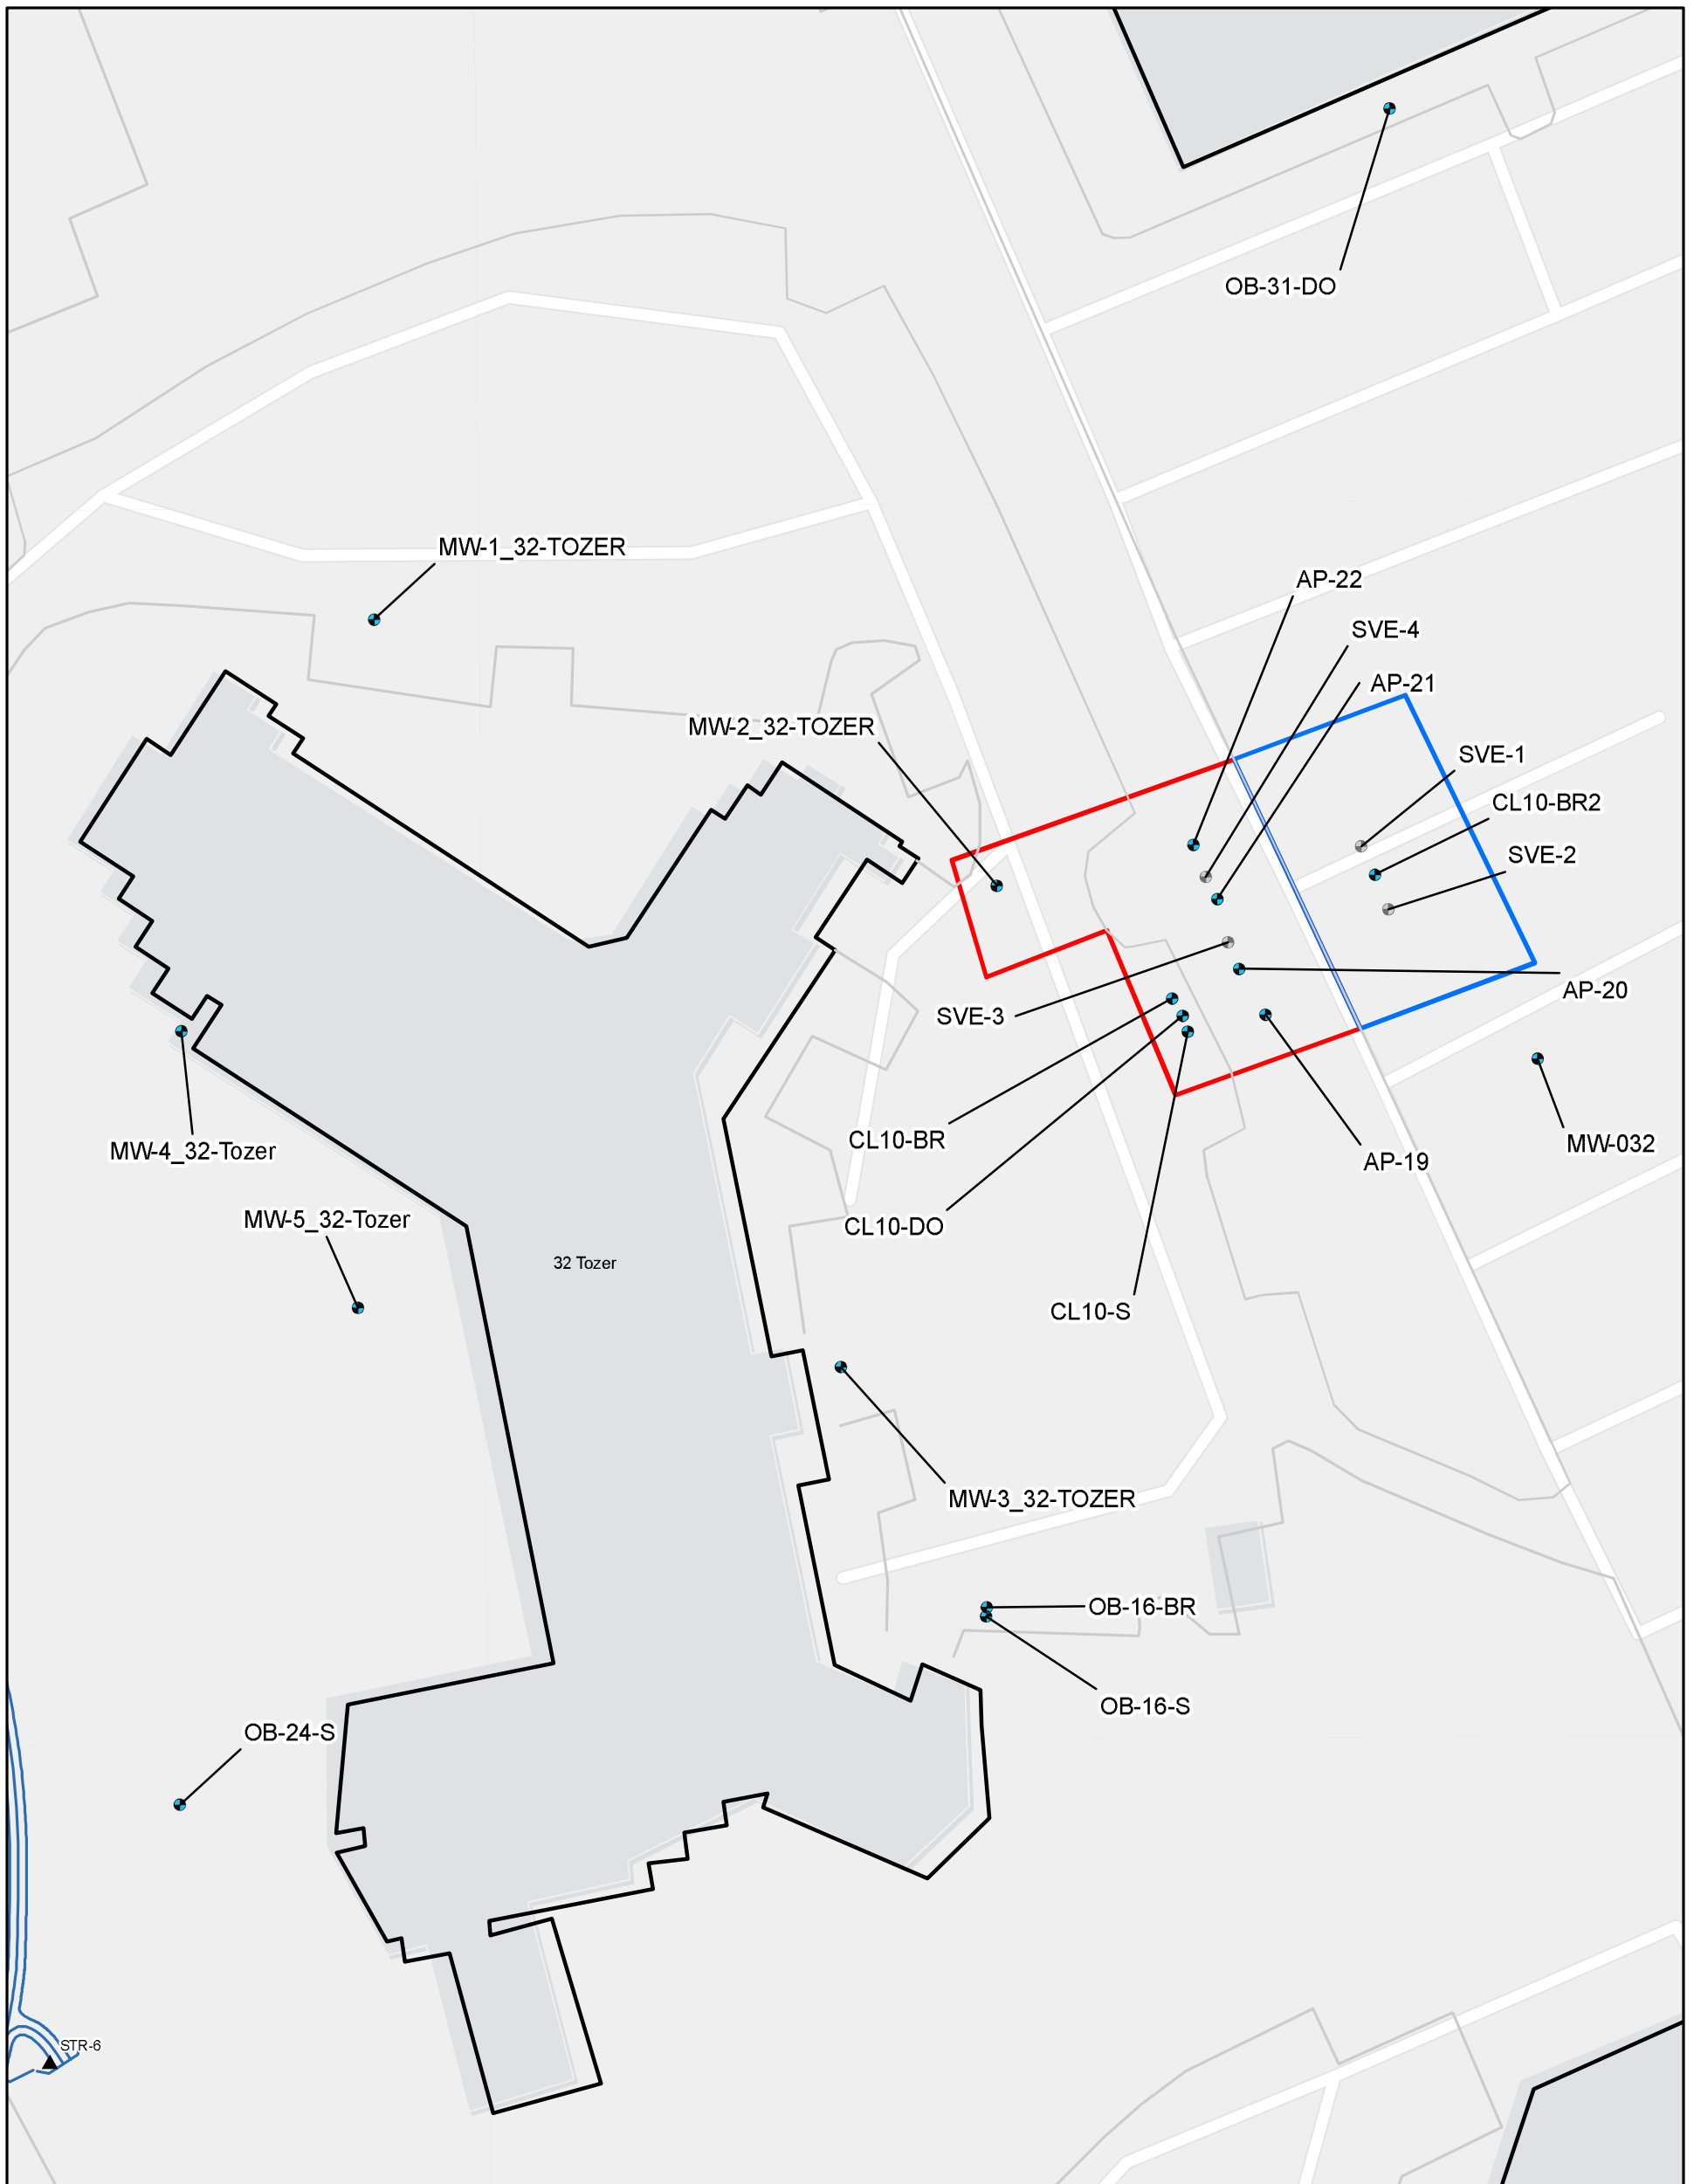 OB-31-DO
MW-1_32-TOZER
AP-22
SVE-4
AP-21
MW-2_32-TOZER
SVE-1
CL10-BR2
SVE-2
AP-20
SVE-3
CL10-BR
MW-032
MW-4_32-Tozer
AP-19
MW-5_32-Tozer
CL10-DO
32 Tozer
CL10-S
MW-3_32-TOZER
OB-16-BR
OB-16-S
OB-24-S
STR-6